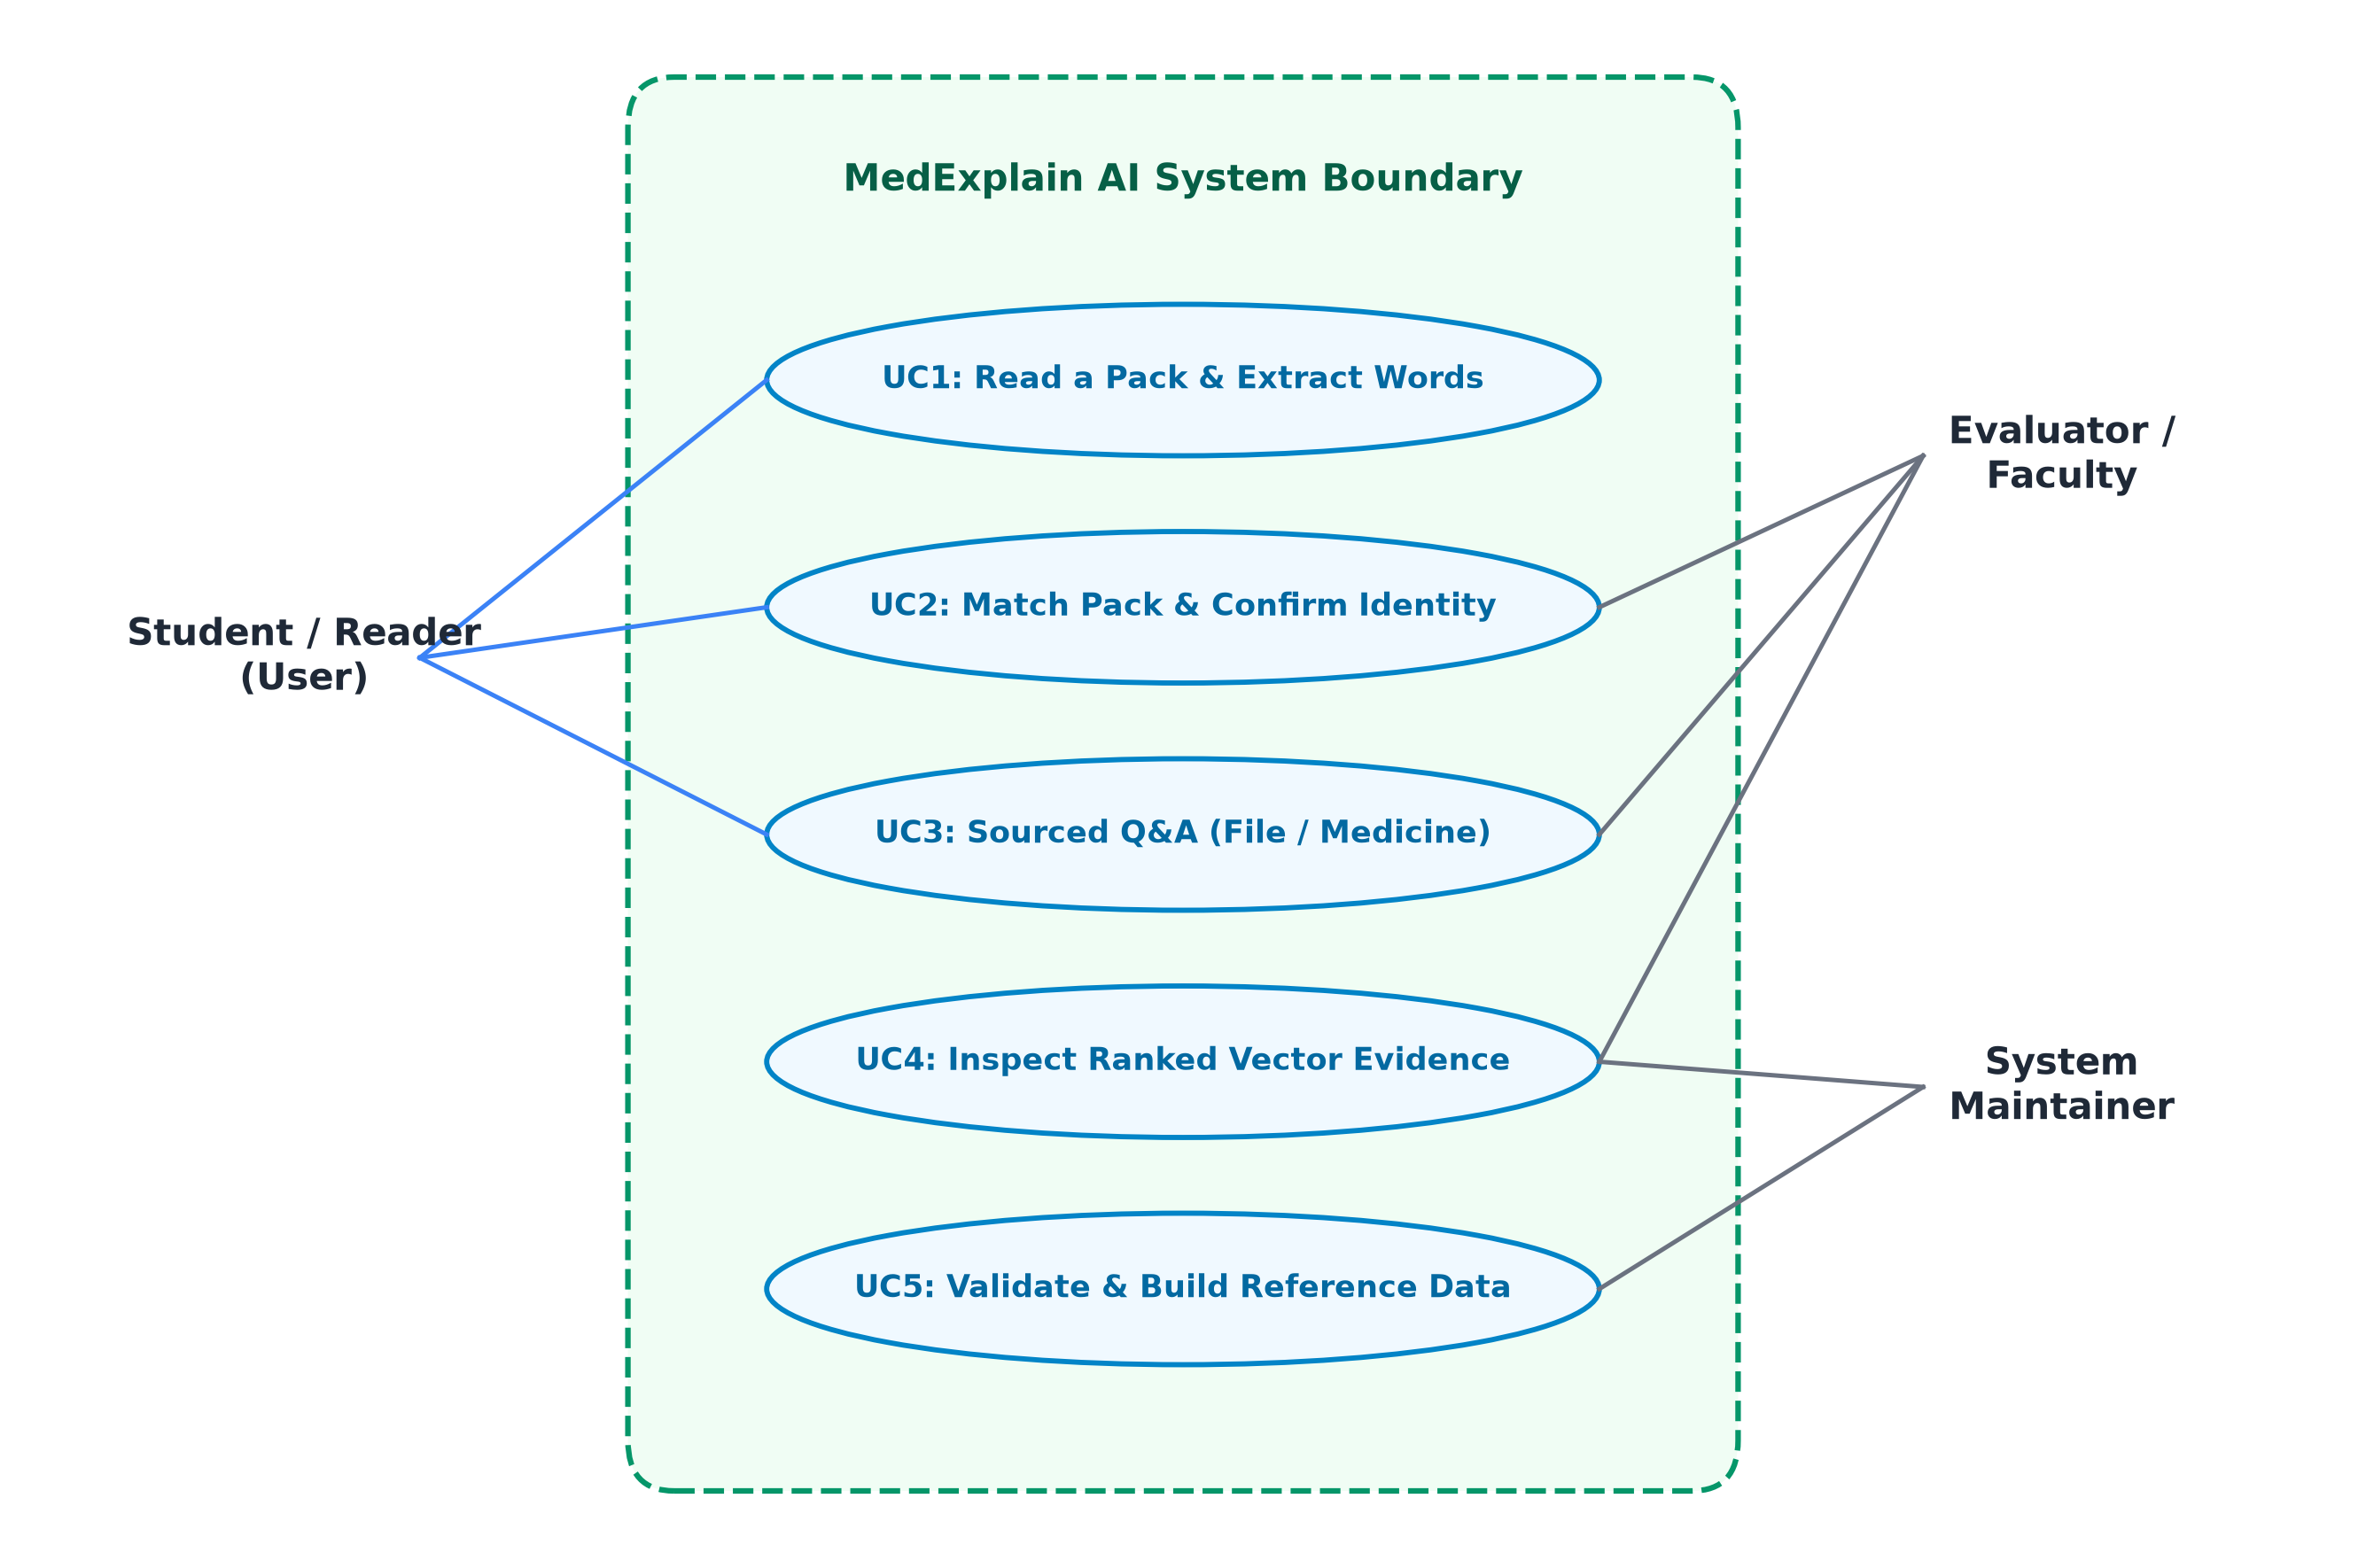 MedExplain AI System Boundary
UC1: Read a Pack & Extract Words
Evaluator /
Faculty
UC2: Match Pack & Confirm Identity
Student / Reader
(User)
UC3: Sourced Q&A (File / Medicine)
UC4: Inspect Ranked Vector Evidence
System
Maintainer
UC5: Validate & Build Reference Data